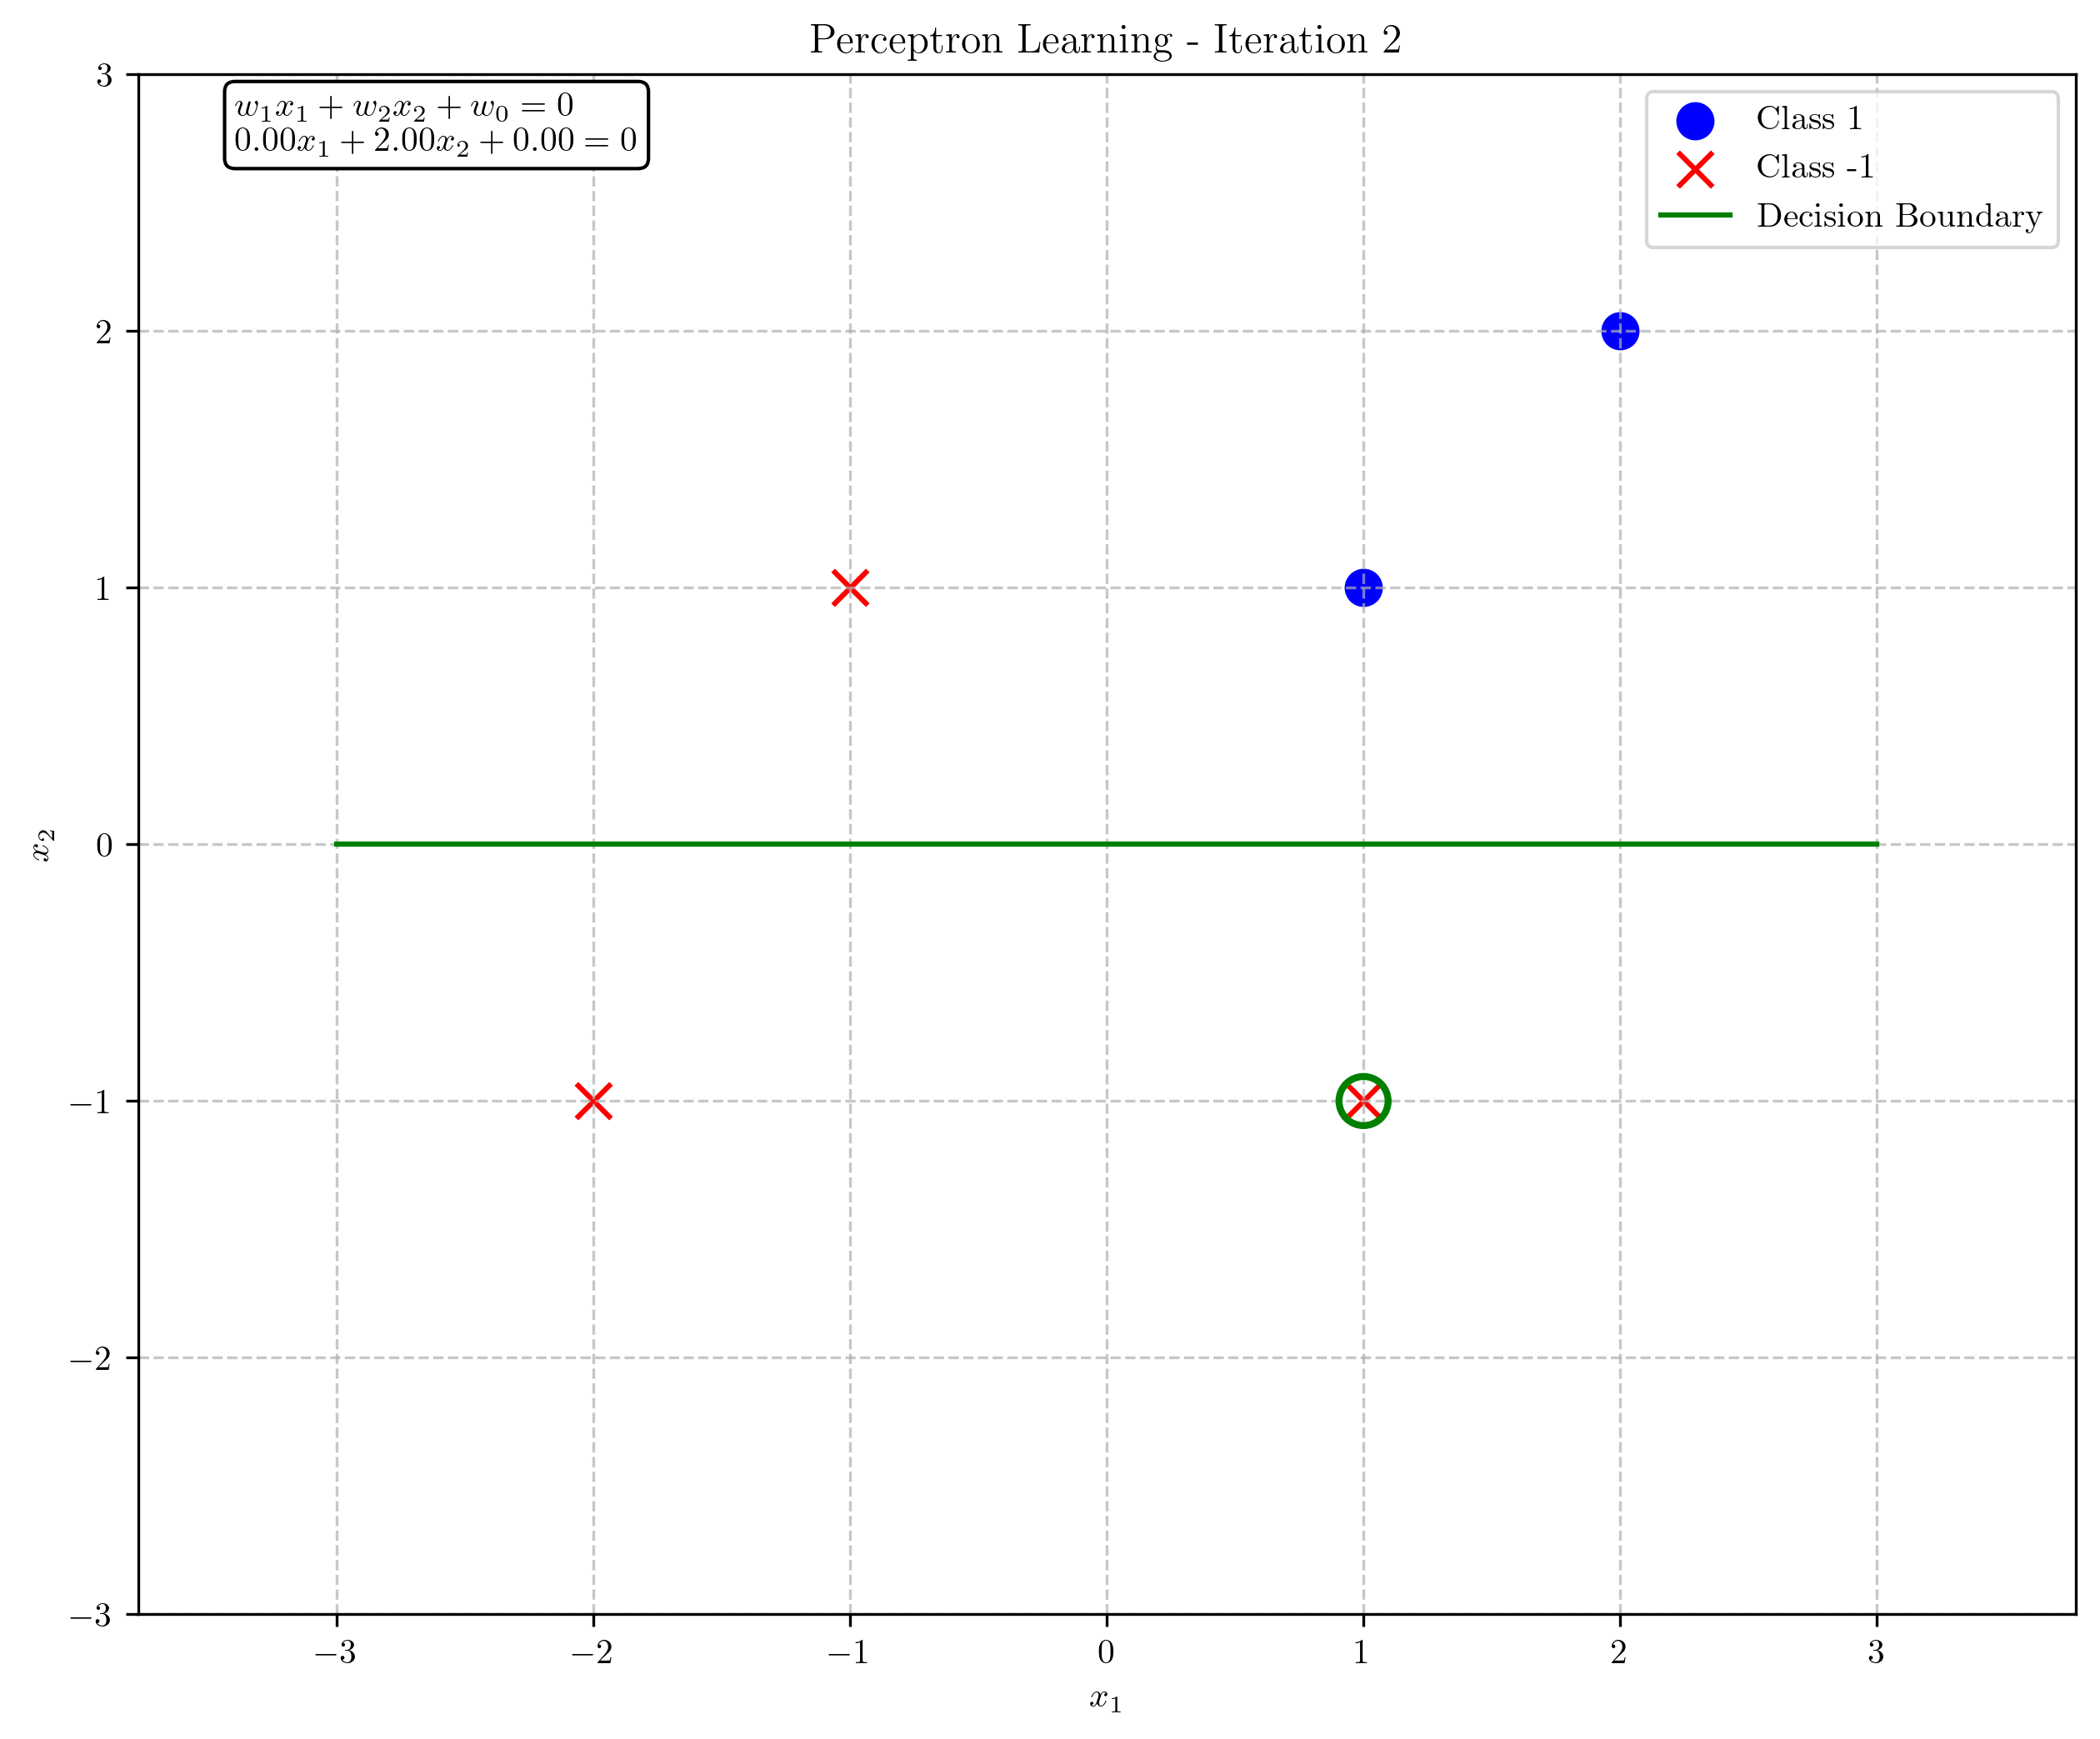 Perceptron Learning - Iteration 2
w₁x₁ + w₂x₂ + w₀ = 0
0.00x₁ + 2.00x₂ + 0.00 = 0
Class 1
Class -1
Decision Boundary
3
2
1
0
−1
−2
−3
x₂
−3
−2
−1
0
1
2
3
x₁